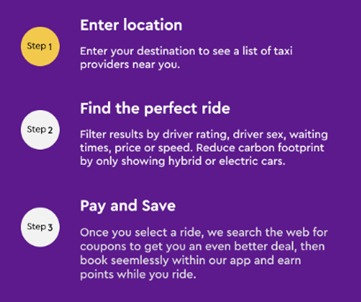 Enter location
Step 1
Enter your destination to see a list of taxi
providers near you.
Find the perfect ride
Step 2
Filter results by driver rating, driver sex, waiting
times, price or speed. Reduce carbon footprint
by only showing hybrid or electric cars.
Pay and Save
Step 3
Once you select a ride, we search the web for
coupons to get you an even better deal, then
book seemlessly within our app and earn
points while you ride.